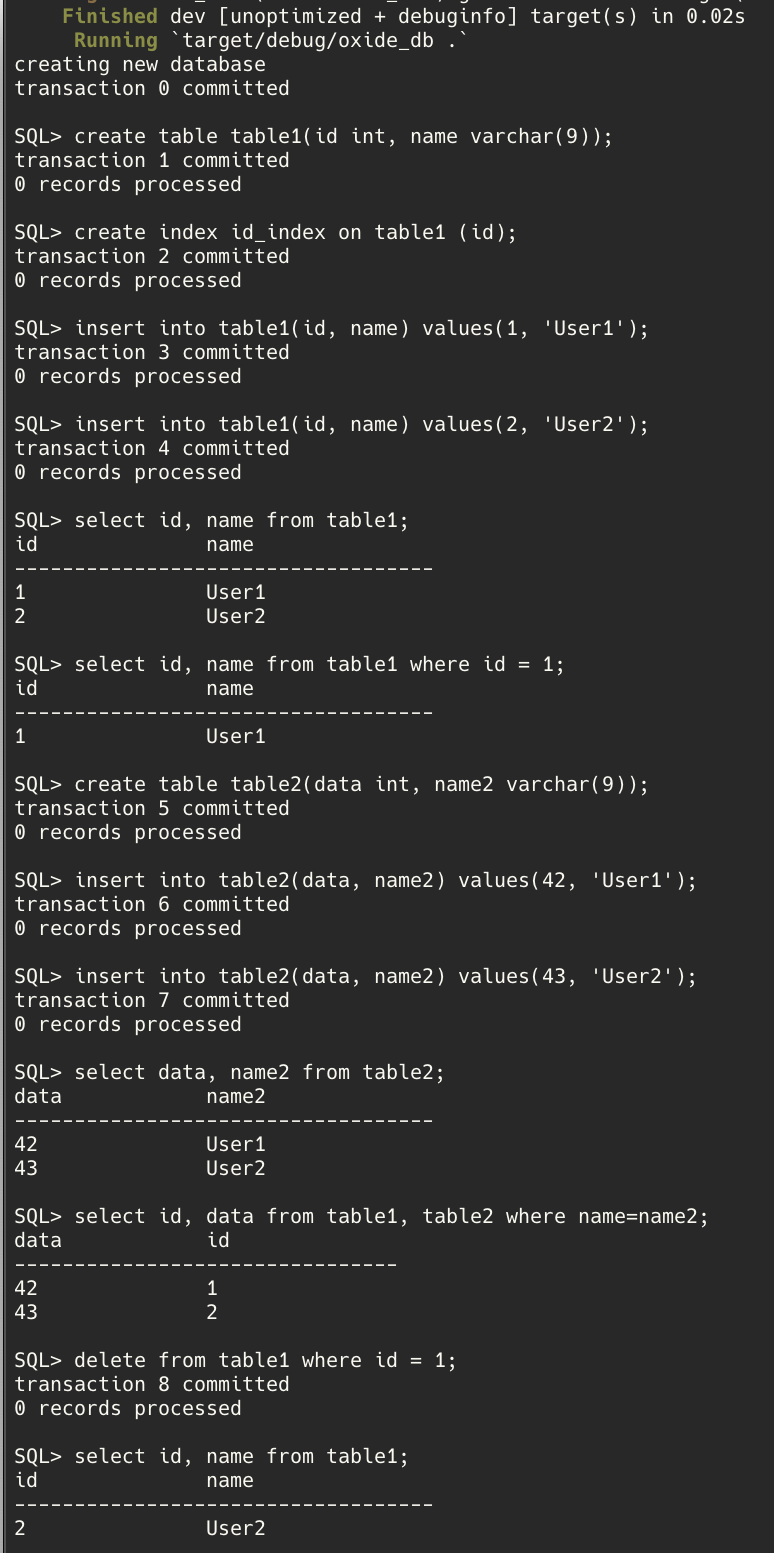 Finished dev [unoptimized + debuginfo] target(s) in 0.02s
Running `target/debug/oxide_db .`
creating new database
transaction 0 committed
SQL> create table table1(id int, name varchar(9));
transaction 1 committed
0 records processed
SQL> create index id_index on table1 (id);
transaction 2 committed
0 records processed
SQL> insert into table1(id, name) values(1, 'User1');
transaction 3 committed
0 records processed
SQL> insert into table1(id, name) values(2, 'User2');
transaction 4 committed
0 records processed
SQL> select id, name from table1;
id                name
-----------------------------------
1                 User1
2                 User2
SQL> select id, name from table1 where id = 1;
id                name
-----------------------------------
1                 User1
SQL> create table table2(data int, name2 varchar(9));
transaction 5 committed
0 records processed
SQL> insert into table2(data, name2) values(42, 'User1');
transaction 6 committed
0 records processed
SQL> insert into table2(data, name2) values(43, 'User2');
transaction 7 committed
0 records processed
SQL> select data, name2 from table2;
data              name2
-----------------------------------
42                User1
43                User2
SQL> select id, data from table1, table2 where name=name2;
data              id
--------------------------------
42                1
43                2
SQL> delete from table1 where id = 1;
transaction 8 committed
0 records processed
SQL> select id, name from table1;
id                name
-----------------------------------
2                 User2